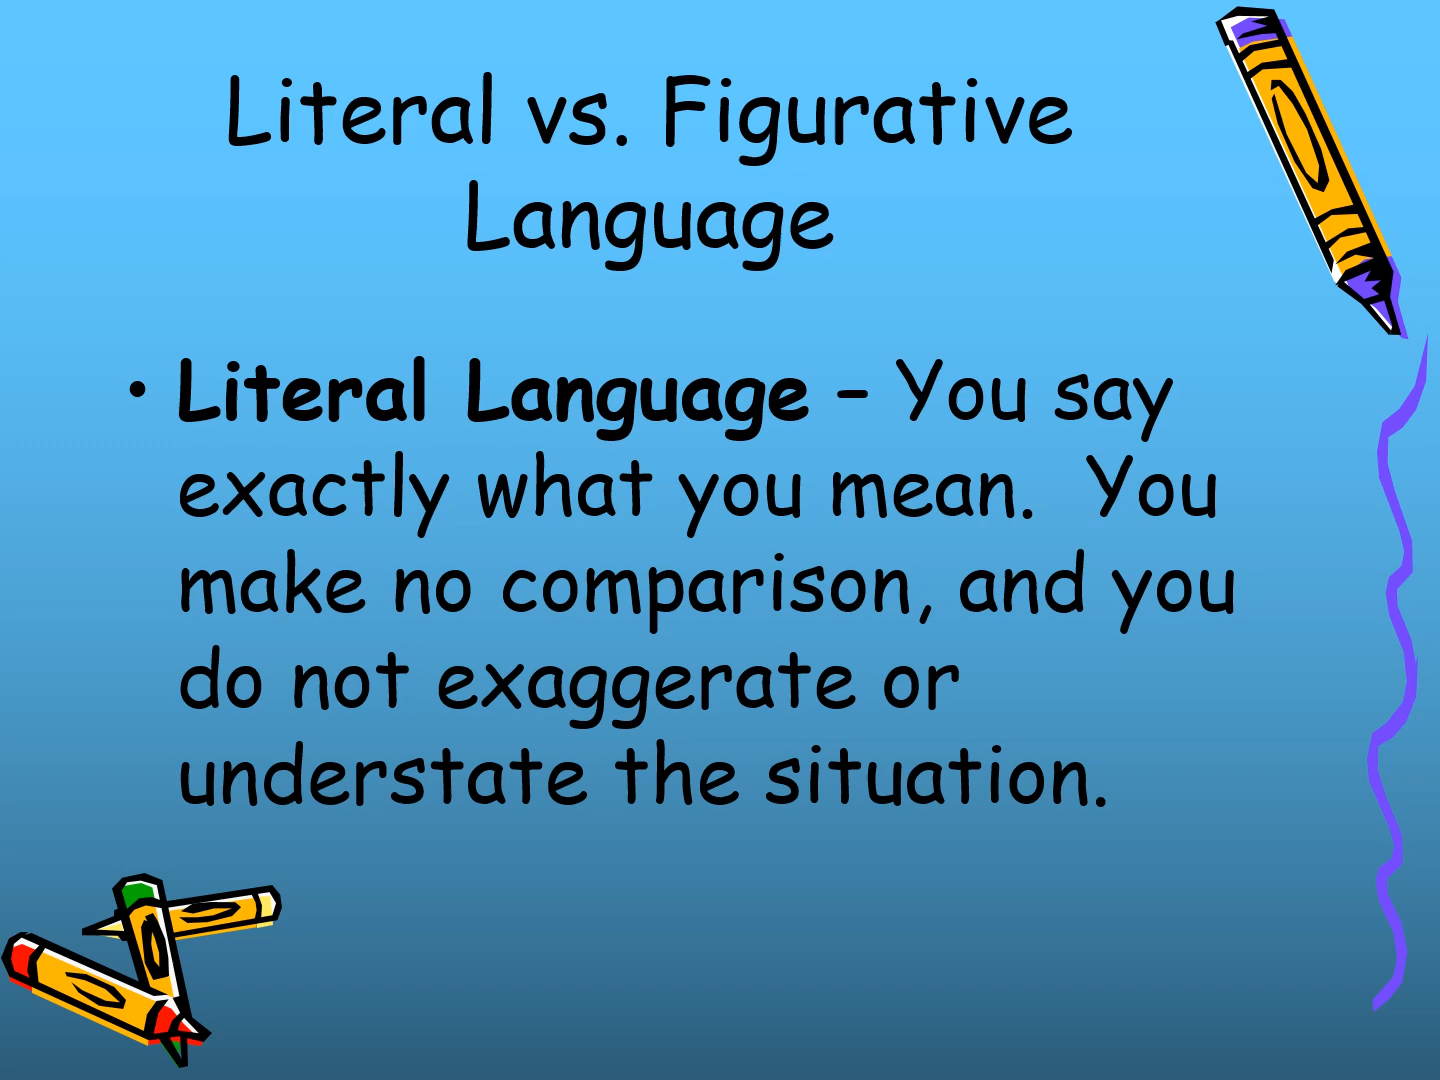 Literal vs. Figurative
Language
• Literal Language – You say
exactly what you mean.  You
make no comparison, and you
do not exaggerate or
understate the situation.